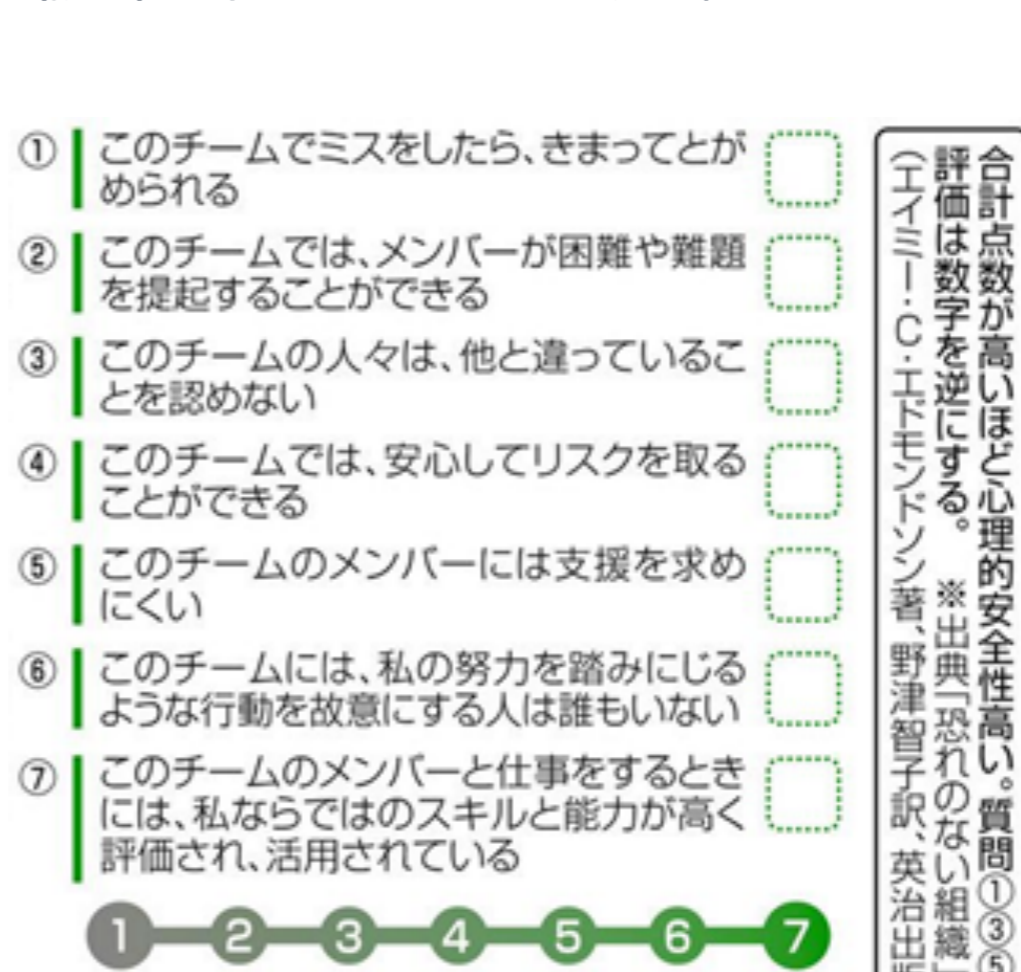 ① このチームでミスをしたら、きまってとが
められる
② このチームでは、メンバーが困難や難題
を提起することができる
③ このチームの人々は、他と違っているこ
とを認めない
④ このチームでは、安心してリスクを取る
ことができる
⑤ このチームのメンバーには支援を求め
にくい
⑥ このチームには、私の努力を踏みにじる
ような行動を故意にする人は誰もいない
⑦ このチームのメンバーと仕事をするとき
には、私ならではのスキルと能力が高く
評価され、活用されている
1 2 3 4 5 6 7
合計点数が高いほど心理的安全性高い。質問①③⑤
評価は数字を逆にする。 ※出典「恐れのない組織」
(エイミー・C・エドモンドソン著、野津智子訳、英治出版